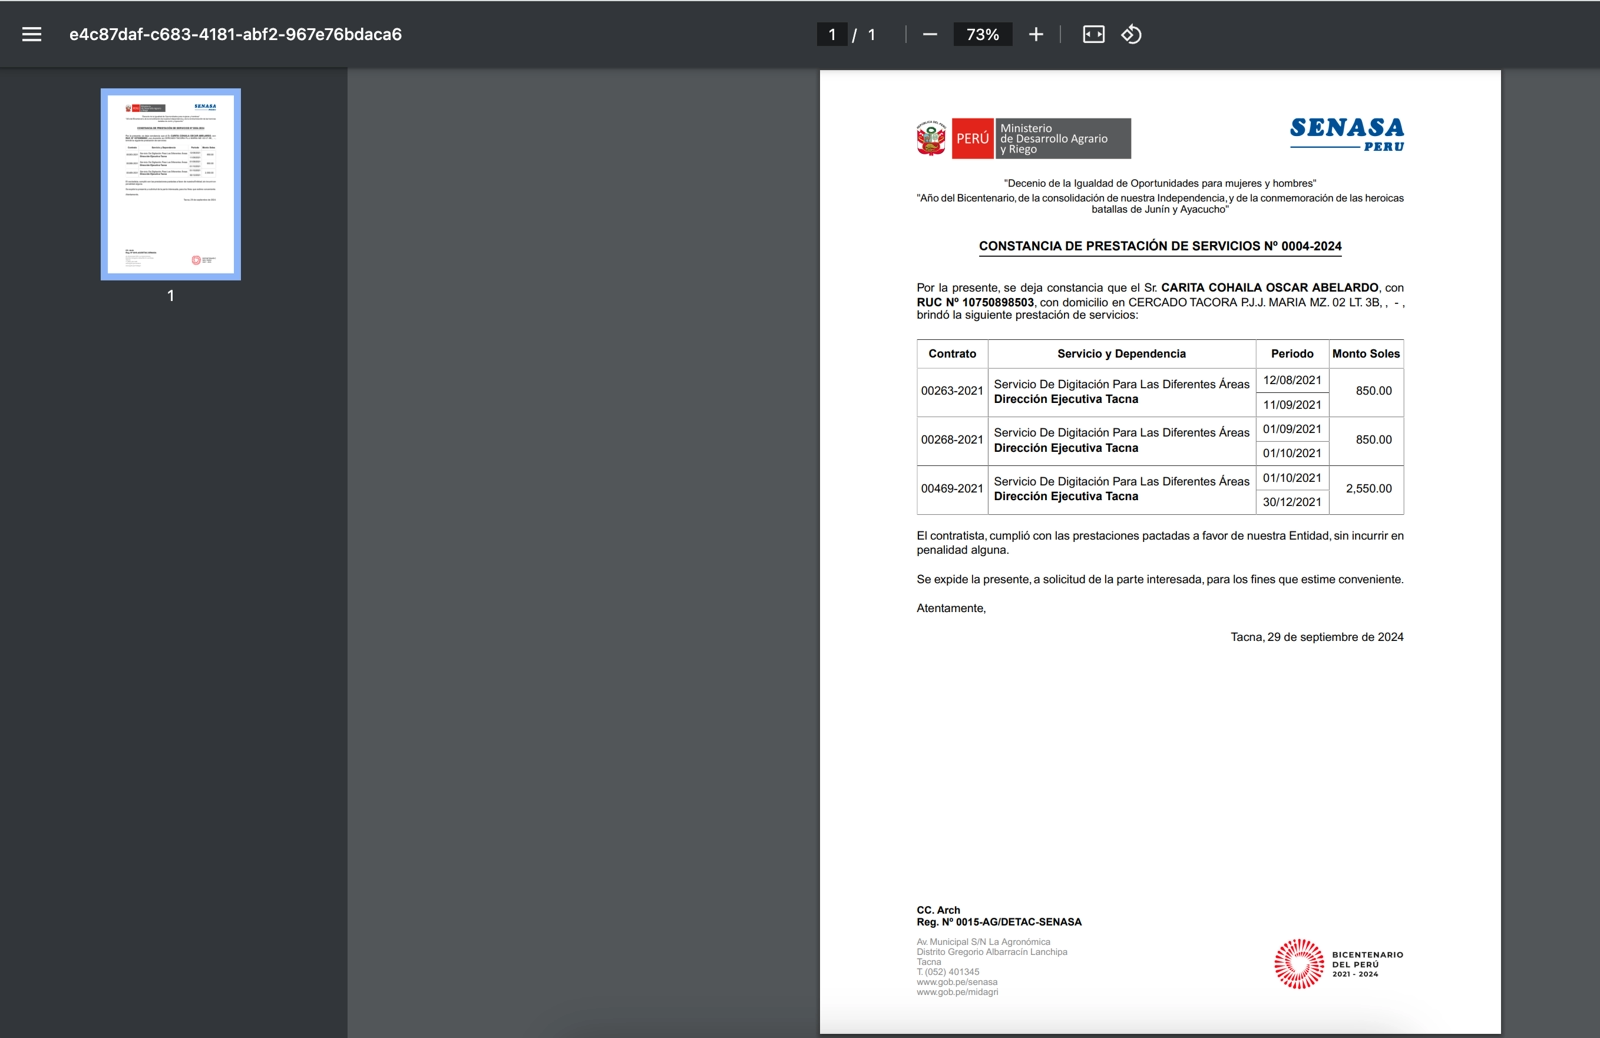 e4c87daf-c683-4181-abf2-967e76bdaca6
1 / 1
73%
1
PERÚ
Ministerio
de Desarrollo Agrario
y Riego
SENASA
PERU
"Decenio de la Igualdad de Oportunidades para mujeres y hombres"
"Año del Bicentenario, de la consolidación de nuestra Independencia, y de la conmemoración de las heroicas
batallas de Junín y Ayacucho"
CONSTANCIA DE PRESTACIÓN DE SERVICIOS Nº 0004-2024
Por la presente, se deja constancia que el Sr. CARITA COHAILA OSCAR ABELARDO, con
RUC Nº 10750898503, con domicilio en CERCADO TACORA P.J.J. MARIA MZ. 02 LT. 3B, , - ,
brindó la siguiente prestación de servicios:
Contrato Servicio y Dependencia Periodo Monto Soles
00263-2021 Servicio De Digitación Para Las Diferentes Áreas
Dirección Ejecutiva Tacna
12/08/2021
11/09/2021
850.00
00268-2021 Servicio De Digitación Para Las Diferentes Áreas
Dirección Ejecutiva Tacna
01/09/2021
01/10/2021
850.00
00469-2021 Servicio De Digitación Para Las Diferentes Áreas
Dirección Ejecutiva Tacna
01/10/2021
30/12/2021
2,550.00
El contratista, cumplió con las prestaciones pactadas a favor de nuestra Entidad, sin incurrir en
penalidad alguna.
Se expide la presente, a solicitud de la parte interesada, para los fines que estime conveniente.
Atentamente,
Tacna, 29 de septiembre de 2024
CC. Arch
Reg. Nº 0015-AG/DETAC-SENASA
Av. Municipal S/N La Agronómica
Distrito Gregorio Albarracín Lanchipa
Tacna
T. (052) 401345
www.gob.pe/senasa
www.gob.pe/midagri
BICENTENARIO
DEL PERÚ
2021 - 2024